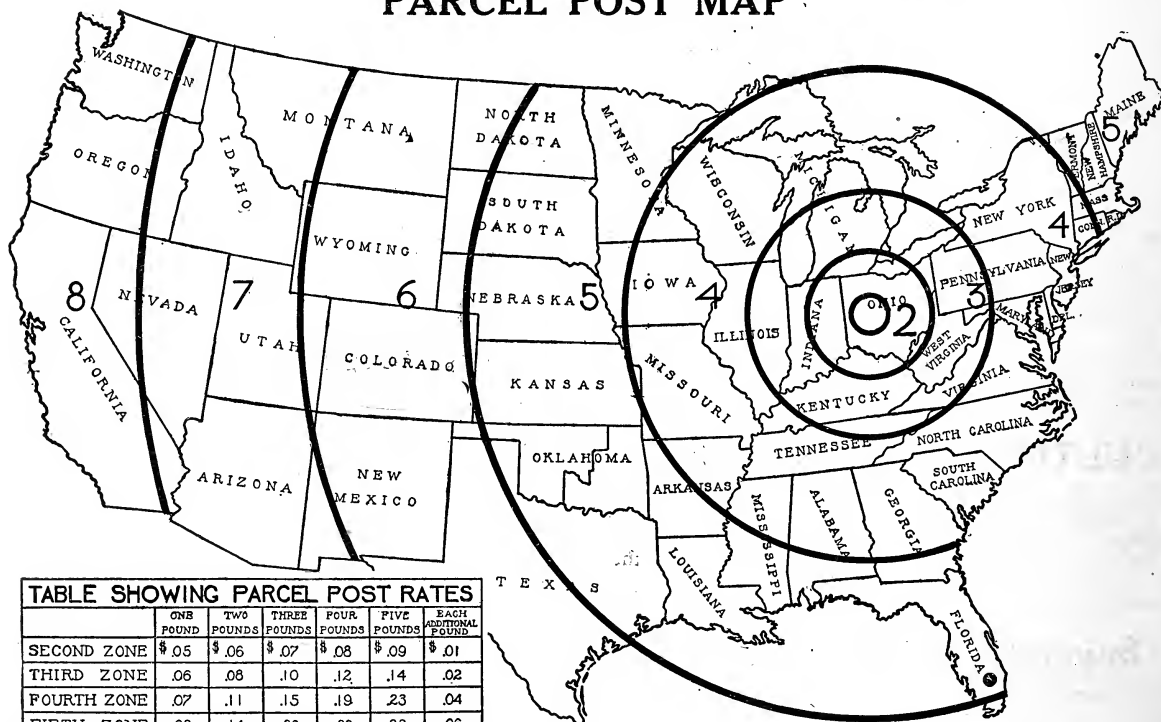 PARCEL POST MAP
WASHINGTON
MONTANA
NORTH
DAKOTA
MINNESOTA
MAINE
OREGON
IDAHO
WISCONSIN
MICHIGAN
VERMONT
NEW
HAMPSHIRE
5
SOUTH
DAKOTA
WYOMING
NEW YORK
4
MASS
CONN.
R.I.
8
NEVADA
7
6
NEBRASKA
5
IOWA
4
OHIO
2
PENNSYLVANIA
3
NEW
JERSEY
CALIFORNIA
UTAH
COLORADO
KANSAS
MISSOURI
ILLINOIS
INDIANA
WEST
VIRGINIA
MARY
DEL.
KENTUCKY
VIRGINIA
ARIZONA
NEW
MEXICO
OKLAHOMA
ARKANSAS
TENNESSEE
NORTH CAROLINA
SOUTH
CAROLINA
TEXAS
LOUISIANA
MISSISSIPPI
ALABAMA
GEORGIA
FLORIDA
TABLE SHOWING PARCEL POST RATES
ONE POUND TWO POUNDS THREE POUNDS FOUR POUNDS FIVE POUNDS EACH ADDITIONAL POUND
SECOND ZONE $.05 $.06 $.07 $.08 $.09 $.01
THIRD ZONE .06 .08 .10 .12 .14 .02
FOURTH ZONE .07 .11 .15 .19 .23 .04